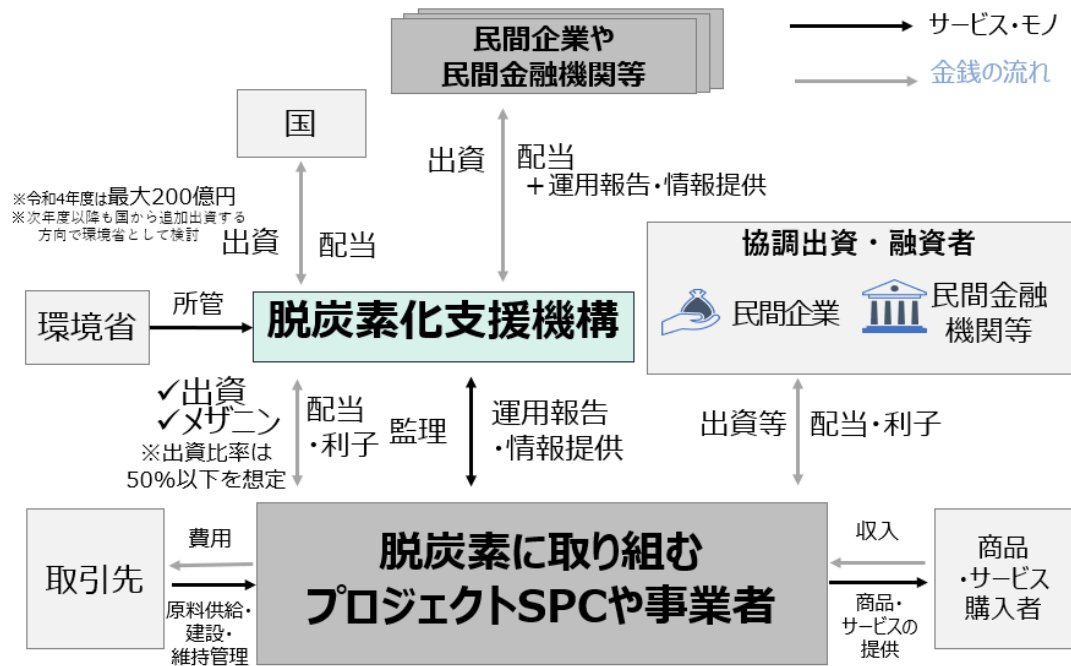 民間企業や
民間金融機関等
サービス・モノ
金銭の流れ
国
出資
配当
＋運用報告・情報提供
※令和4年度は最大200億円
※次年度以降も国から追加出資する
方向で環境省として検討
出資
配当
協調出資・融資者
民間企業
民間金融
機関等
環境省
所管
脱炭素化支援機構
✓出資
✓メザニン
※出資比率は
50%以下を想定
配当
・利子
監理
運用報告
・情報提供
出資等
配当・利子
取引先
費用
原料供給・
建設・
維持管理
脱炭素に取り組む
プロジェクトSPCや事業者
収入
商品・
サービスの
提供
商品
・サービス
購入者